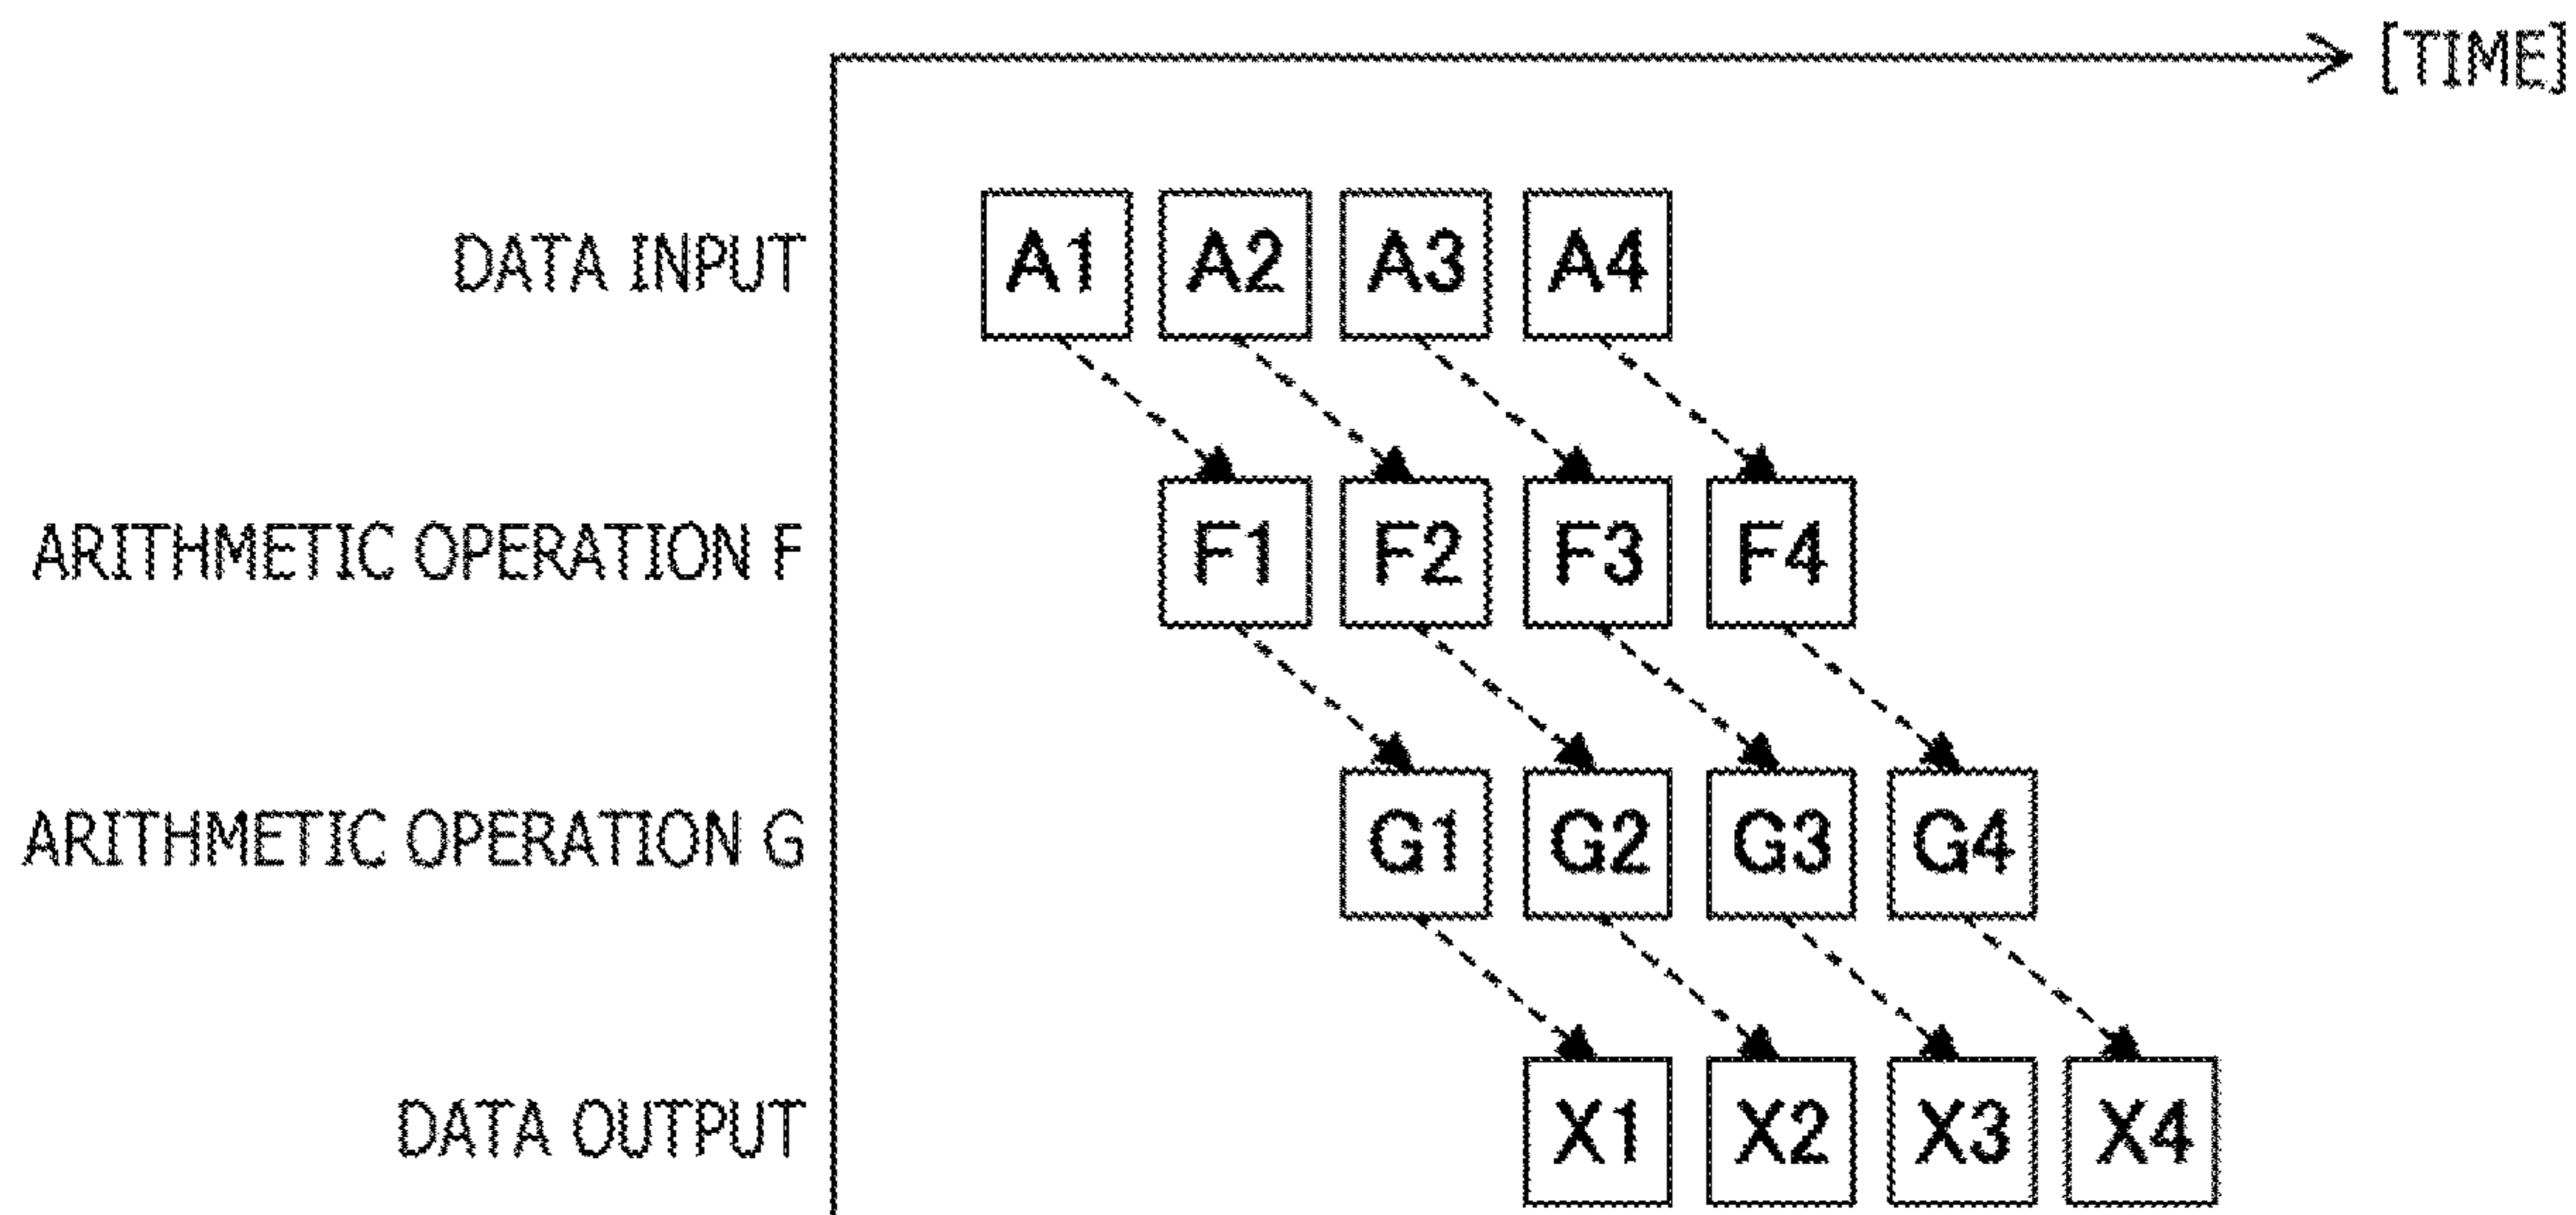 [TIME]
DATA INPUT A1 A2 A3 A4
ARITHMETIC OPERATION F F1 F2 F3 F4
ARITHMETIC OPERATION G G1 G2 G3 G4
DATA OUTPUT X1 X2 X3 X4